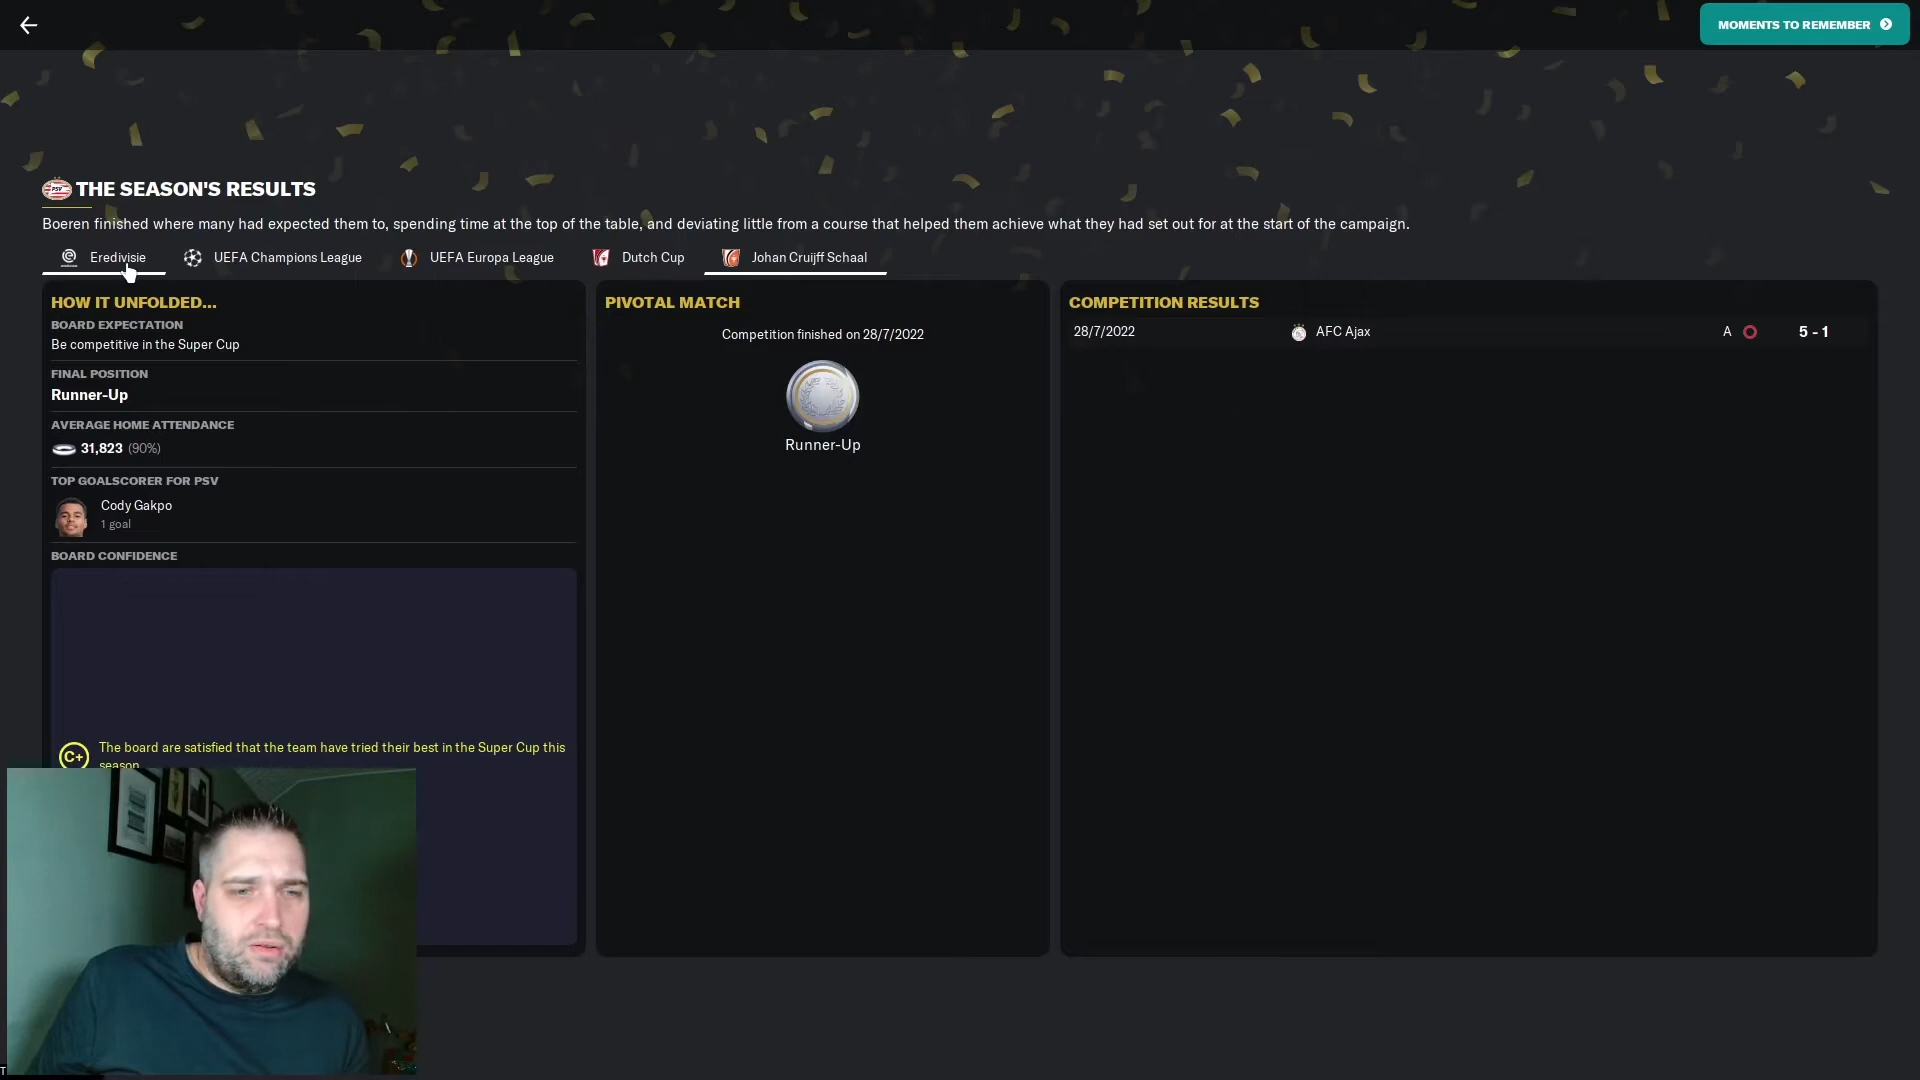 MOMENTS TO REMEMBER
PSV
THE SEASON'S RESULTS
Boeren finished where many had expected them to, spending time at the top of the table, and deviating little from a course that helped them achieve what they had set out for at the start of the campaign.
Eredivisie UEFA Champions League UEFA Europa League Dutch Cup Johan Cruijff Schaal
HOW IT UNFOLDED...
BOARD EXPECTATION
Be competitive in the Super Cup
FINAL POSITION
Runner-Up
AVERAGE HOME ATTENDANCE
31,823 (90%)
TOP GOALSCORER FOR PSV
Cody Gakpo
1 goal
BOARD CONFIDENCE
C+
The board are satisfied that the team have tried their best in the Super Cup this
season
PIVOTAL MATCH
Competition finished on 28/7/2022
Runner-Up
COMPETITION RESULTS
28/7/2022 AFC Ajax A 5 - 1
T